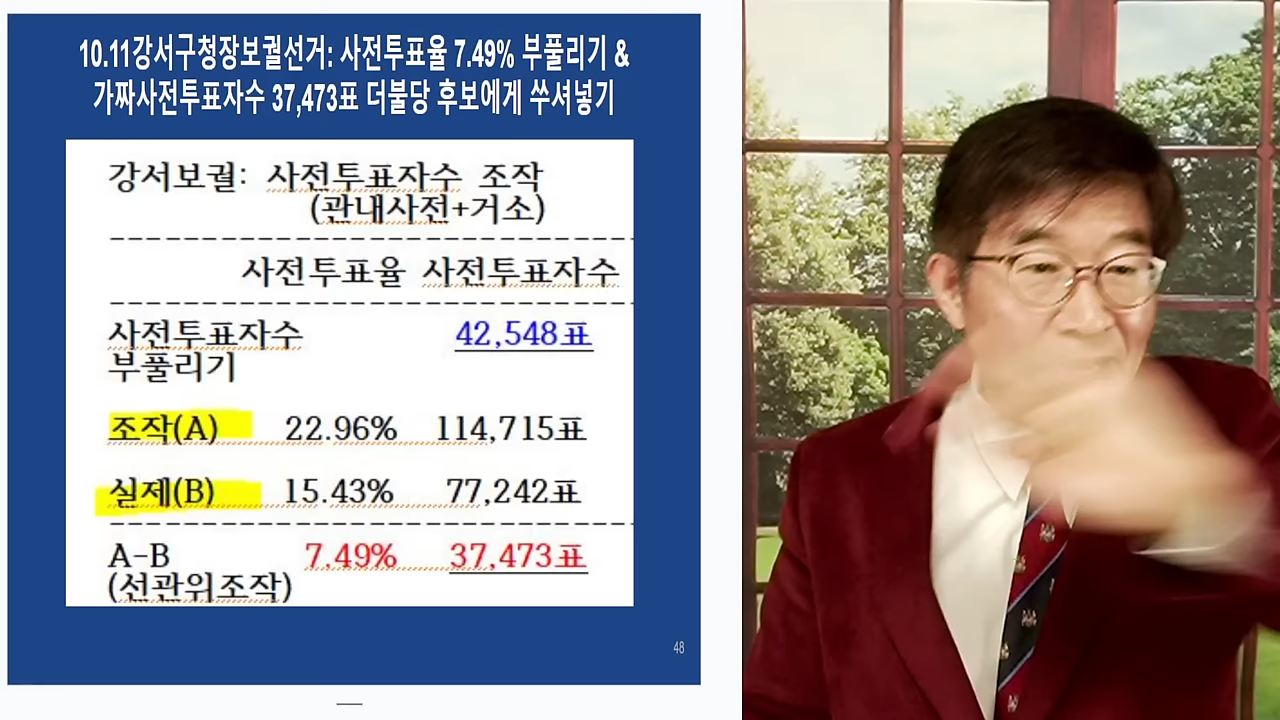 10.11강서구청장보궐선거: 사전투표율 7.49% 부풀리기 &
가짜사전투표자수 37,473표 더불당 후보에게 쑤셔넣기
강서보궐: 사전투표자수 조작
(관내사전+거소)
사전투표율 사전투표자수
사전투표자수 42,548표
부풀리기
조작(A) 22.96% 114,715표
실제(B) 15.43% 77,242표
A-B 7.49% 37,473표
(선관위조작)
48